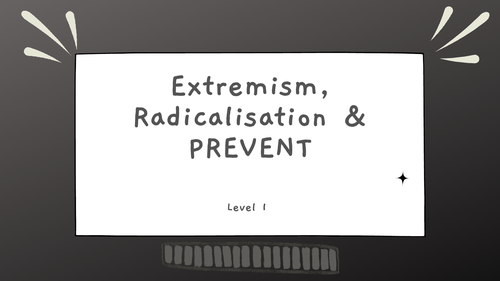 Extremism,
Radicalisation &
PREVENT
Level 1